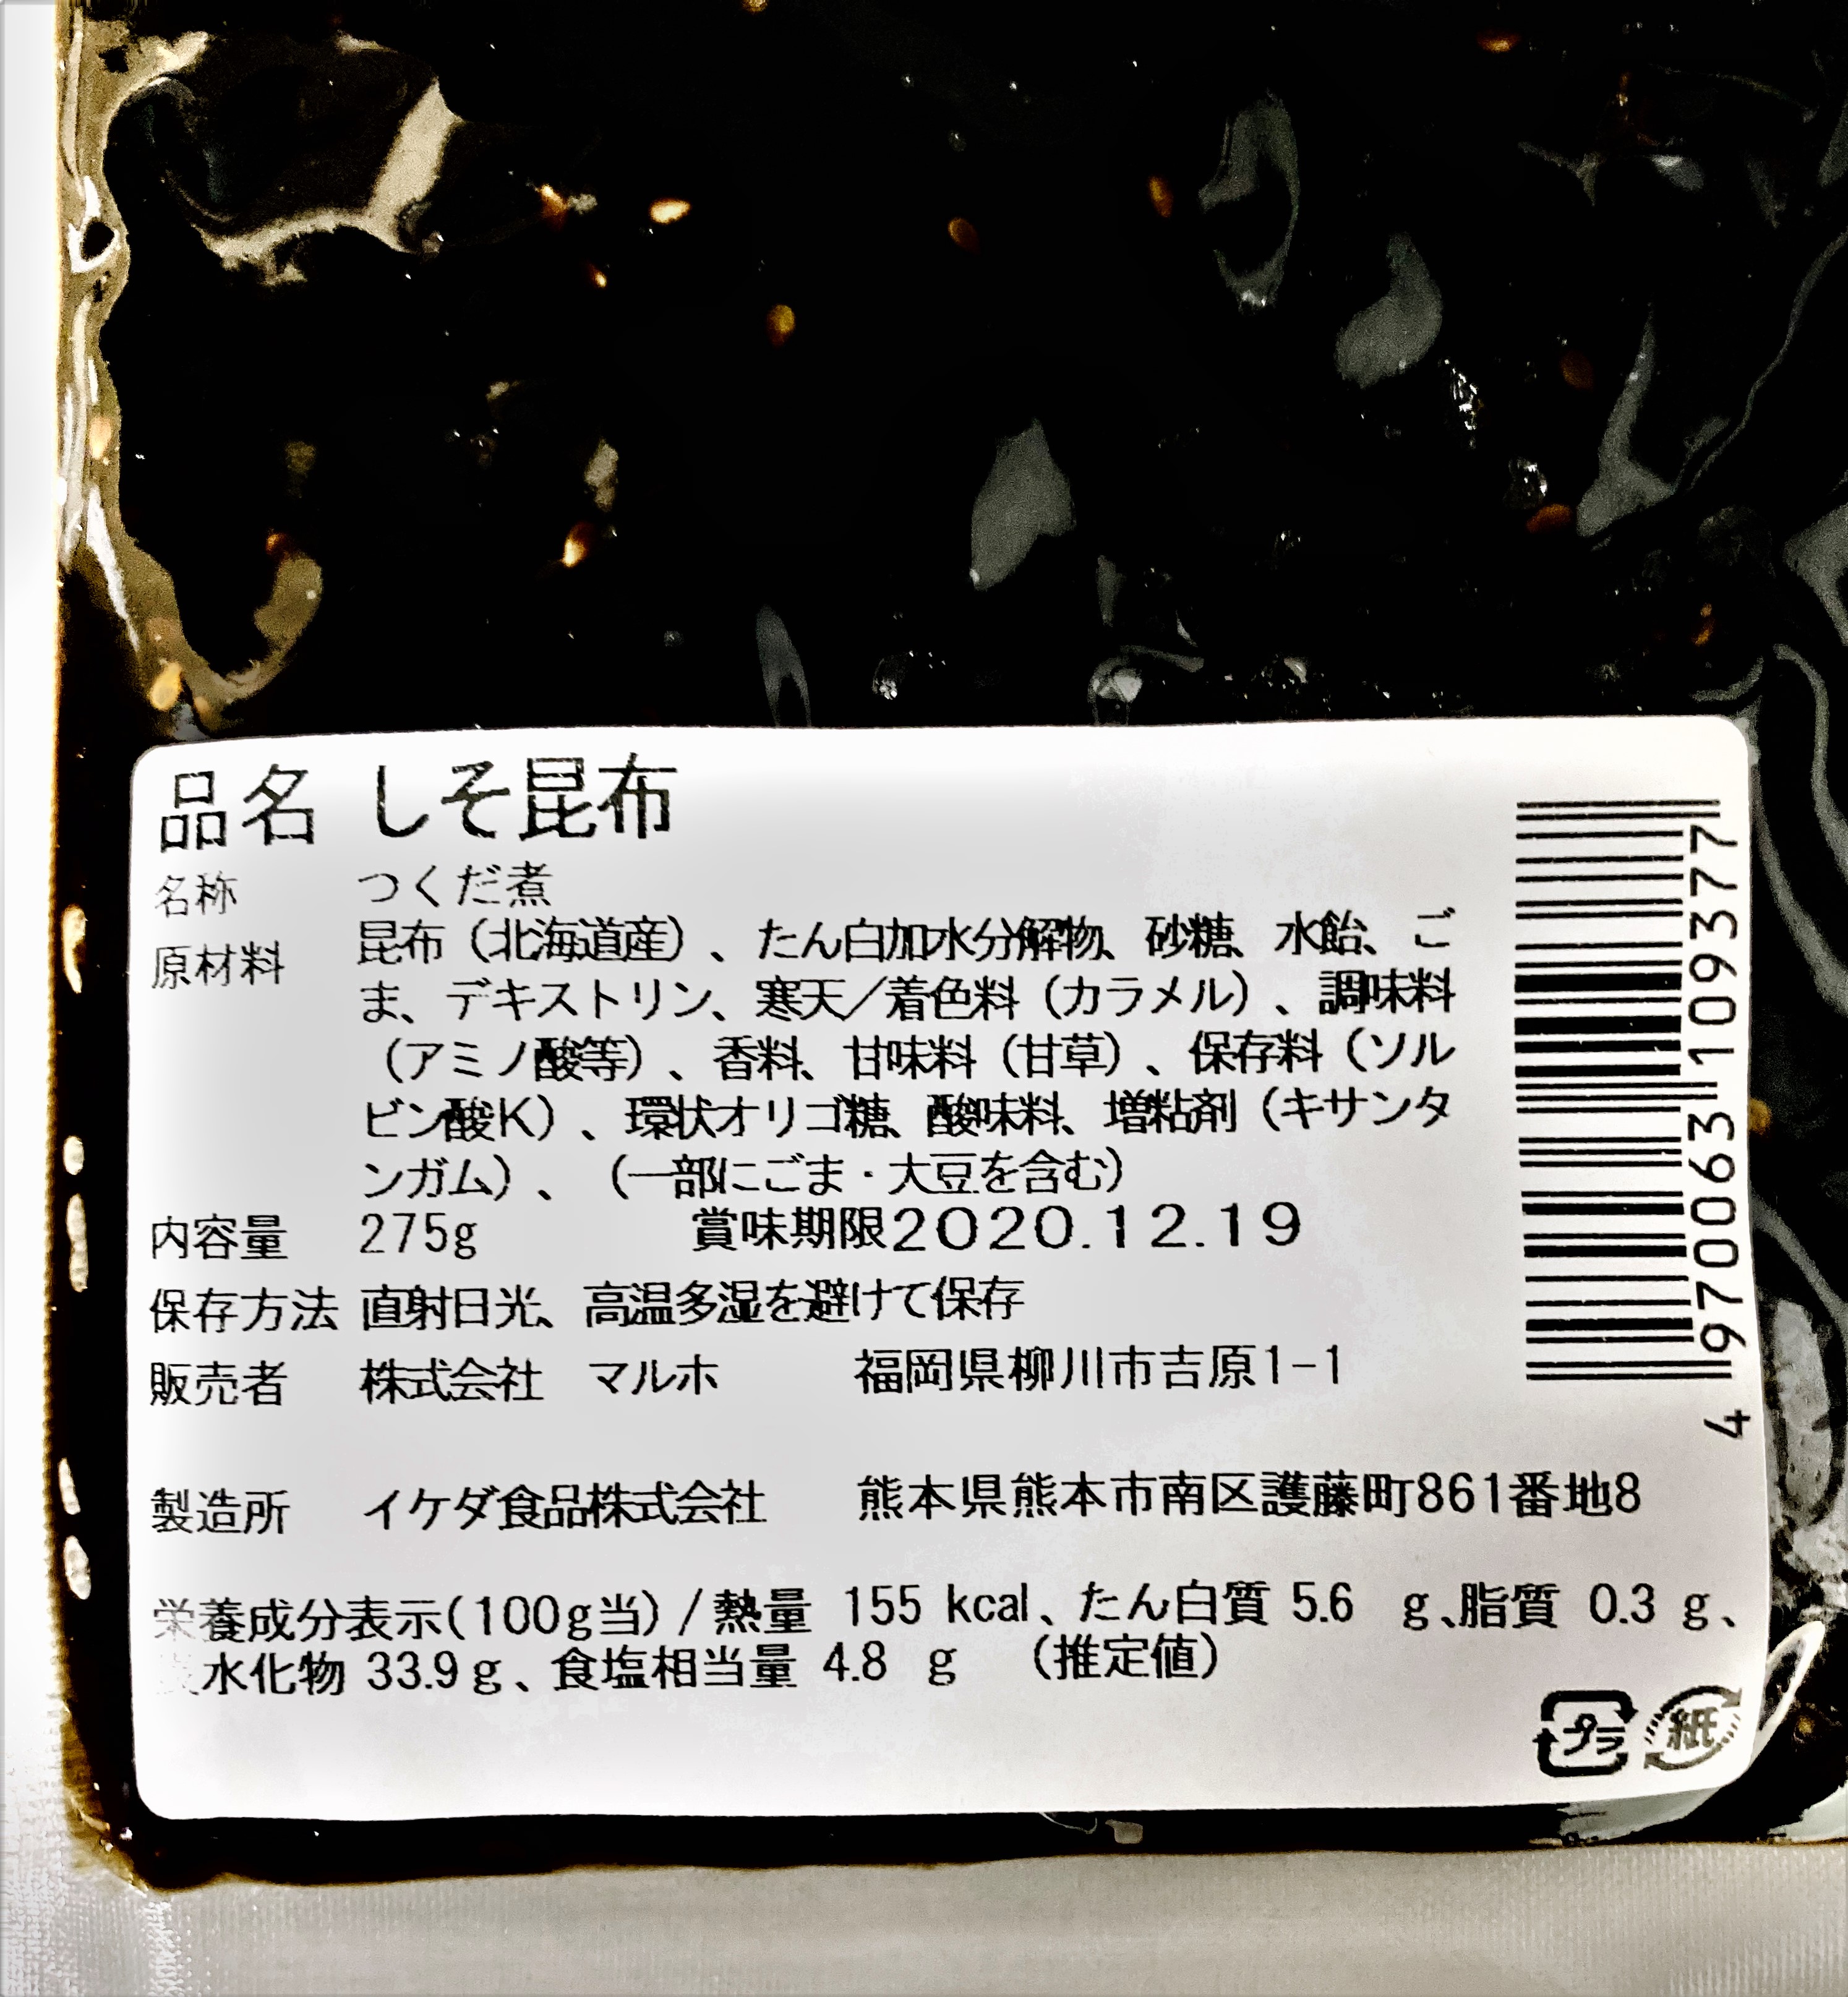 品名 しそ昆布
名称 つくだ煮
原材料 昆布（北海道産）、たん白加水分解物、砂糖、水飴、ご
ま、デキストリン、寒天／着色料（カラメル）、調味料
（アミノ酸等）、香料、甘味料（甘草）、保存料（ソル
ビン酸K）、環状オリゴ糖、酸味料、増粘剤（キサンタ
ンガム）、（一部にごま・大豆を含む）
内容量 275g 賞味期限2020.12.19
保存方法 直射日光、高温多湿を避けて保存
販売者 株式会社 マルホ 福岡県柳川市吉原1-1
製造所 イケダ食品株式会社 熊本県熊本市南区護藤町861番地8
栄養成分表示(100g当)/熱量 155 kcal、たん白質 5.6 g、脂質 0.3 g、
水化物 33.9g、食塩相当量 4.8 g （推定値）
プラ 紙
4970063109377